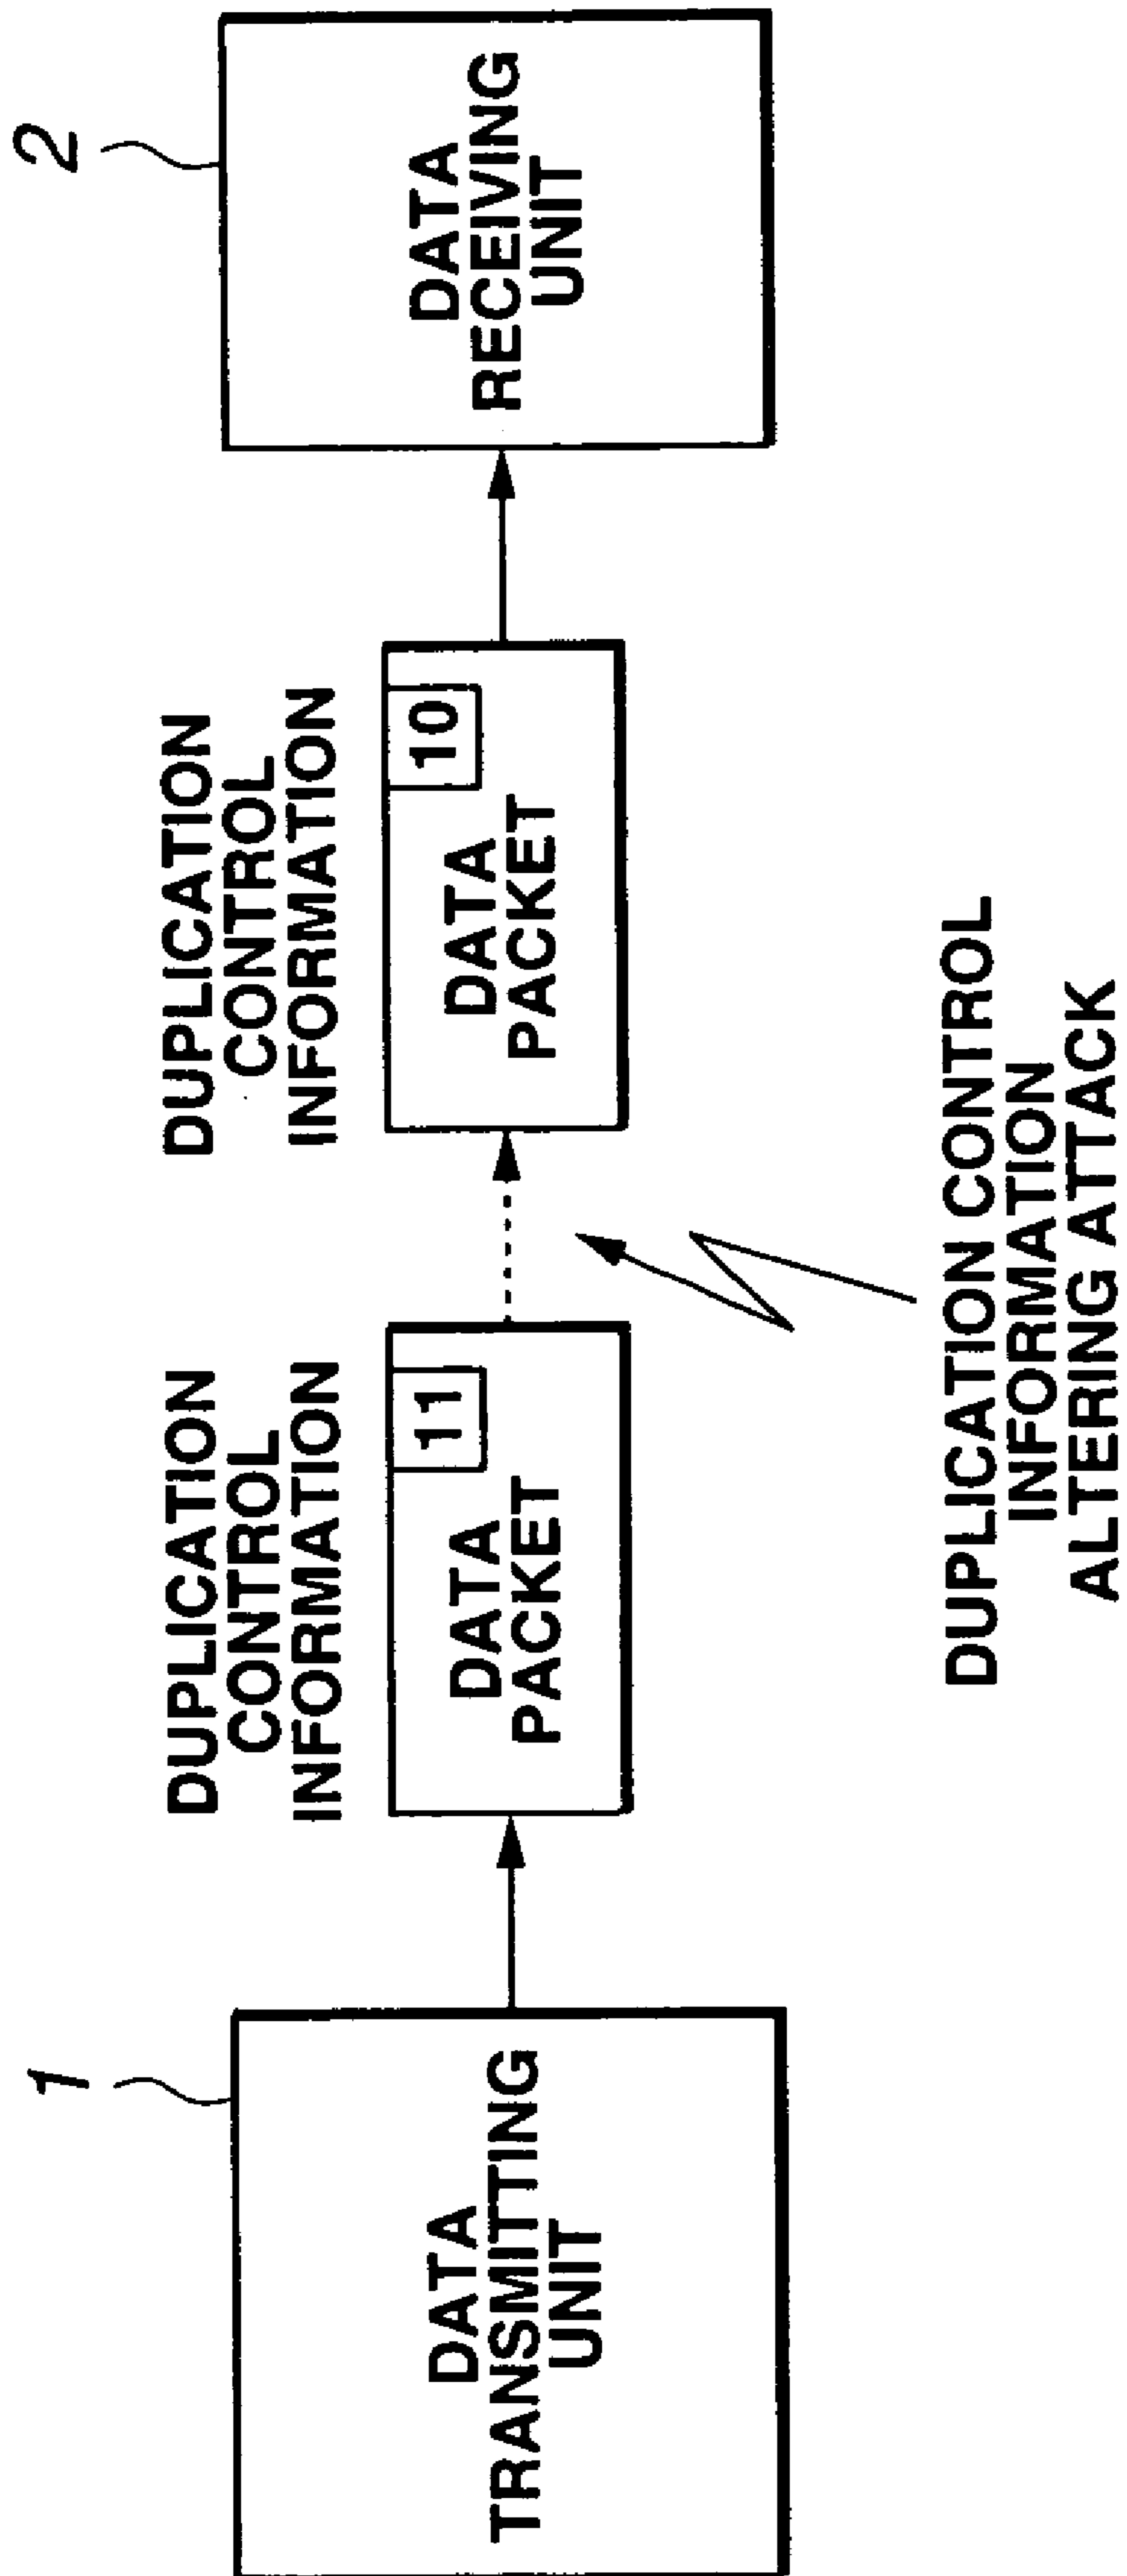 1
DATA
TRANSMITTING
UNIT
DUPLICATION
CONTROL
INFORMATION
11
DATA
PACKET
DUPLICATION
CONTROL
INFORMATION
10
DATA
PACKET
2
DATA
RECEIVING
UNIT
DUPLICATION CONTROL
INFORMATION
ALTERING ATTACK